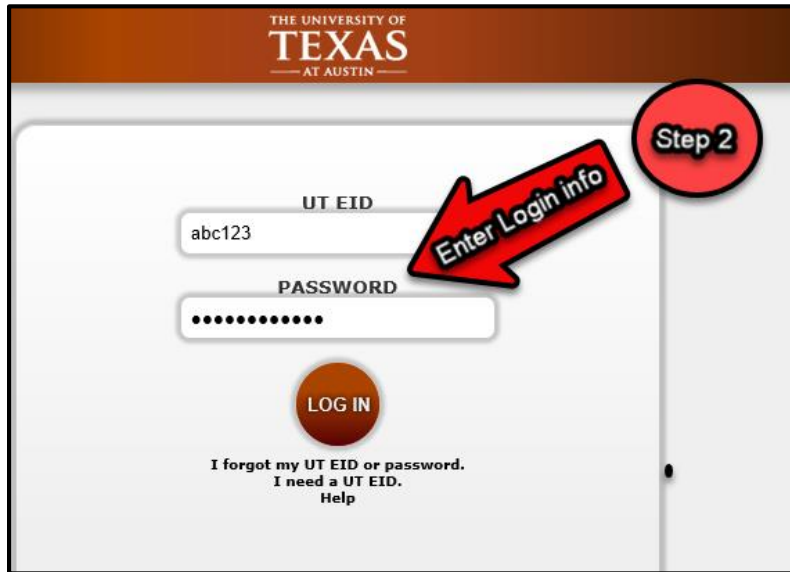 THE UNIVERSITY OF
TEXAS
AT AUSTIN
Step 2
UT EID
abc123
Enter Login info
PASSWORD
●●●●●●●●●●●●
LOG IN
I forgot my UT EID or password.
I need a UT EID.
Help